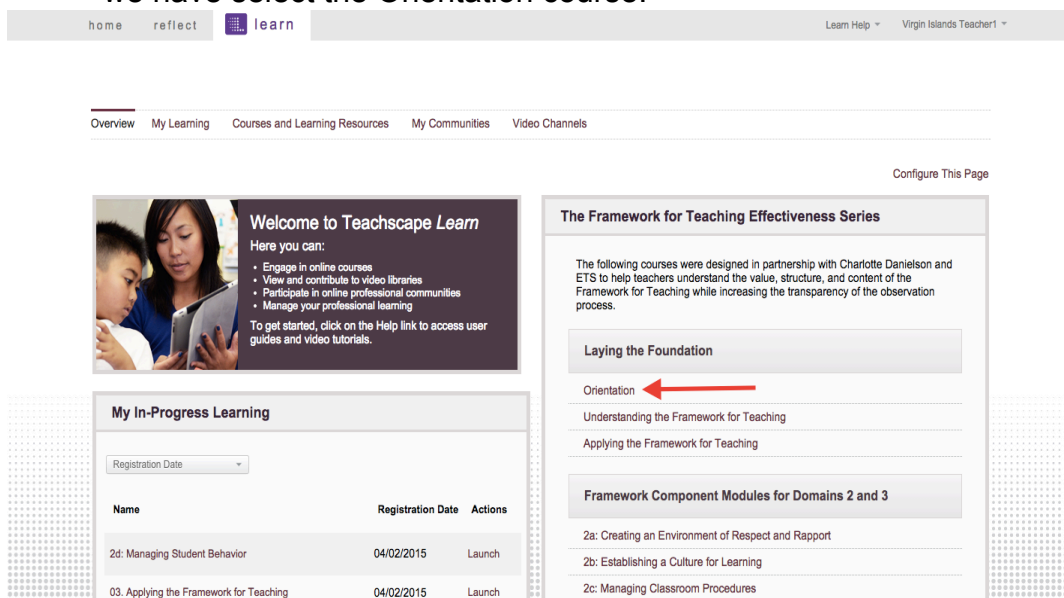 we have select the Orientation course.
home reflect learn Learn Help Virgin Islands Teacher1
Overview My Learning Courses and Learning Resources My Communities Video Channels
Configure This Page
Welcome to Teachscape Learn
Here you can:
• Engage in online courses
• View and contribute to video libraries
• Participate in online professional communities
• Manage your professional learning
To get started, click on the Help link to access user
guides and video tutorials.
My In-Progress Learning
Registration Date
Name Registration Date Actions
2d: Managing Student Behavior 04/02/2015 Launch
03. Applying the Framework for Teaching 04/02/2015 Launch
The Framework for Teaching Effectiveness Series
The following courses were designed in partnership with Charlotte Danielson and
ETS to help teachers understand the value, structure, and content of the
Framework for Teaching while increasing the transparency of the observation
process.
Laying the Foundation
Orientation
Understanding the Framework for Teaching
Applying the Framework for Teaching
Framework Component Modules for Domains 2 and 3
2a: Creating an Environment of Respect and Rapport
2b: Establishing a Culture for Learning
2c: Managing Classroom Procedures